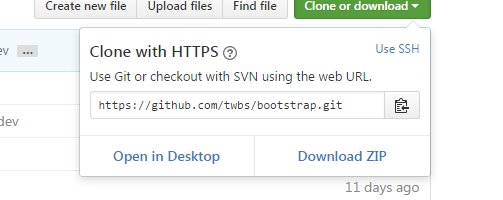 Create new file Upload files Find file Clone or download
ev ...
Clone with HTTPS ?
Use SSH
Use Git or checkout with SVN using the web URL.
https://github.com/twbs/bootstrap.git
dev
Open in Desktop Download ZIP
11 days ago